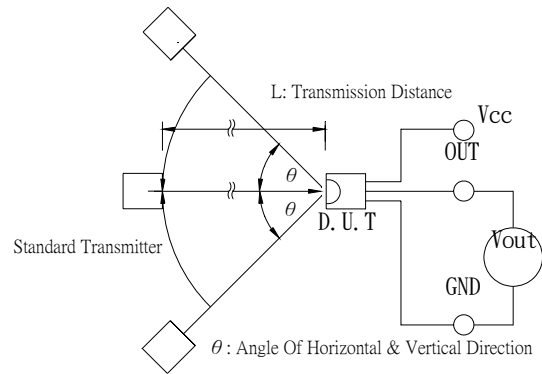 L: Transmission Distance
Vcc
OUT
θ
θ
D.U.T
Standard Transmitter
Vout
GND
θ : Angle Of Horizontal & Vertical Direction